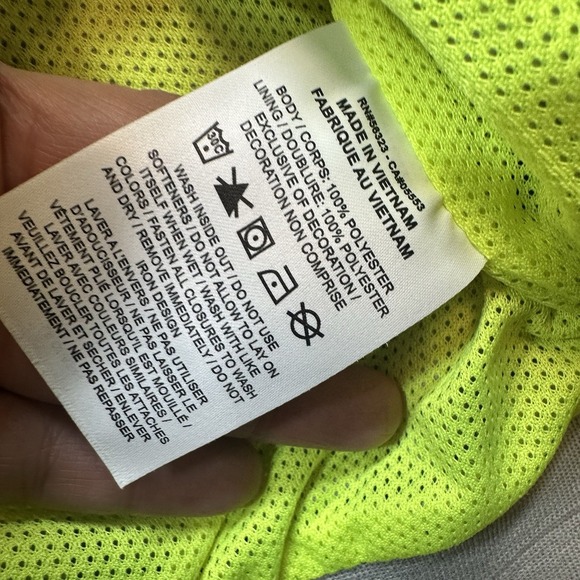 RN#56323 - CA#05553
MADE IN VIETNAM
FABRIQUE AU VIETNAM
BODY / CORPS: 100% POLYESTER
LINING / DOUBLURE: 100% POLYESTER
EXCLUSIVE OF DECORATION /
DECORATION NON COMPRISE
WASH INSIDE OUT / DO NOT USE
SOFTENERS / DO NOT ALLOW TO LAY ON
ITSELF WHEN WET / WASH WITH LIKE
COLORS / FASTEN ALL CLOSURES TO WASH
AND DRY / REMOVE IMMEDIATELY / DO NOT
IRON DESIGN
LAVER A L'ENVERS / NE PAS UTILISER
D'ADOUCISSEUR / NE PAS LAISSER LE
VÊTEMENT PLIÉ LORSQU'IL EST MOUILLÉ /
LAVER AVEC COULEURS SIMILAIRES /
VEUILLEZ BOUCLER TOUTES LES ATTACHES
AVANT DE LAVER ET SECHER, ENLEVER
IMMEDIATEMENT / NE PAS REPASSER